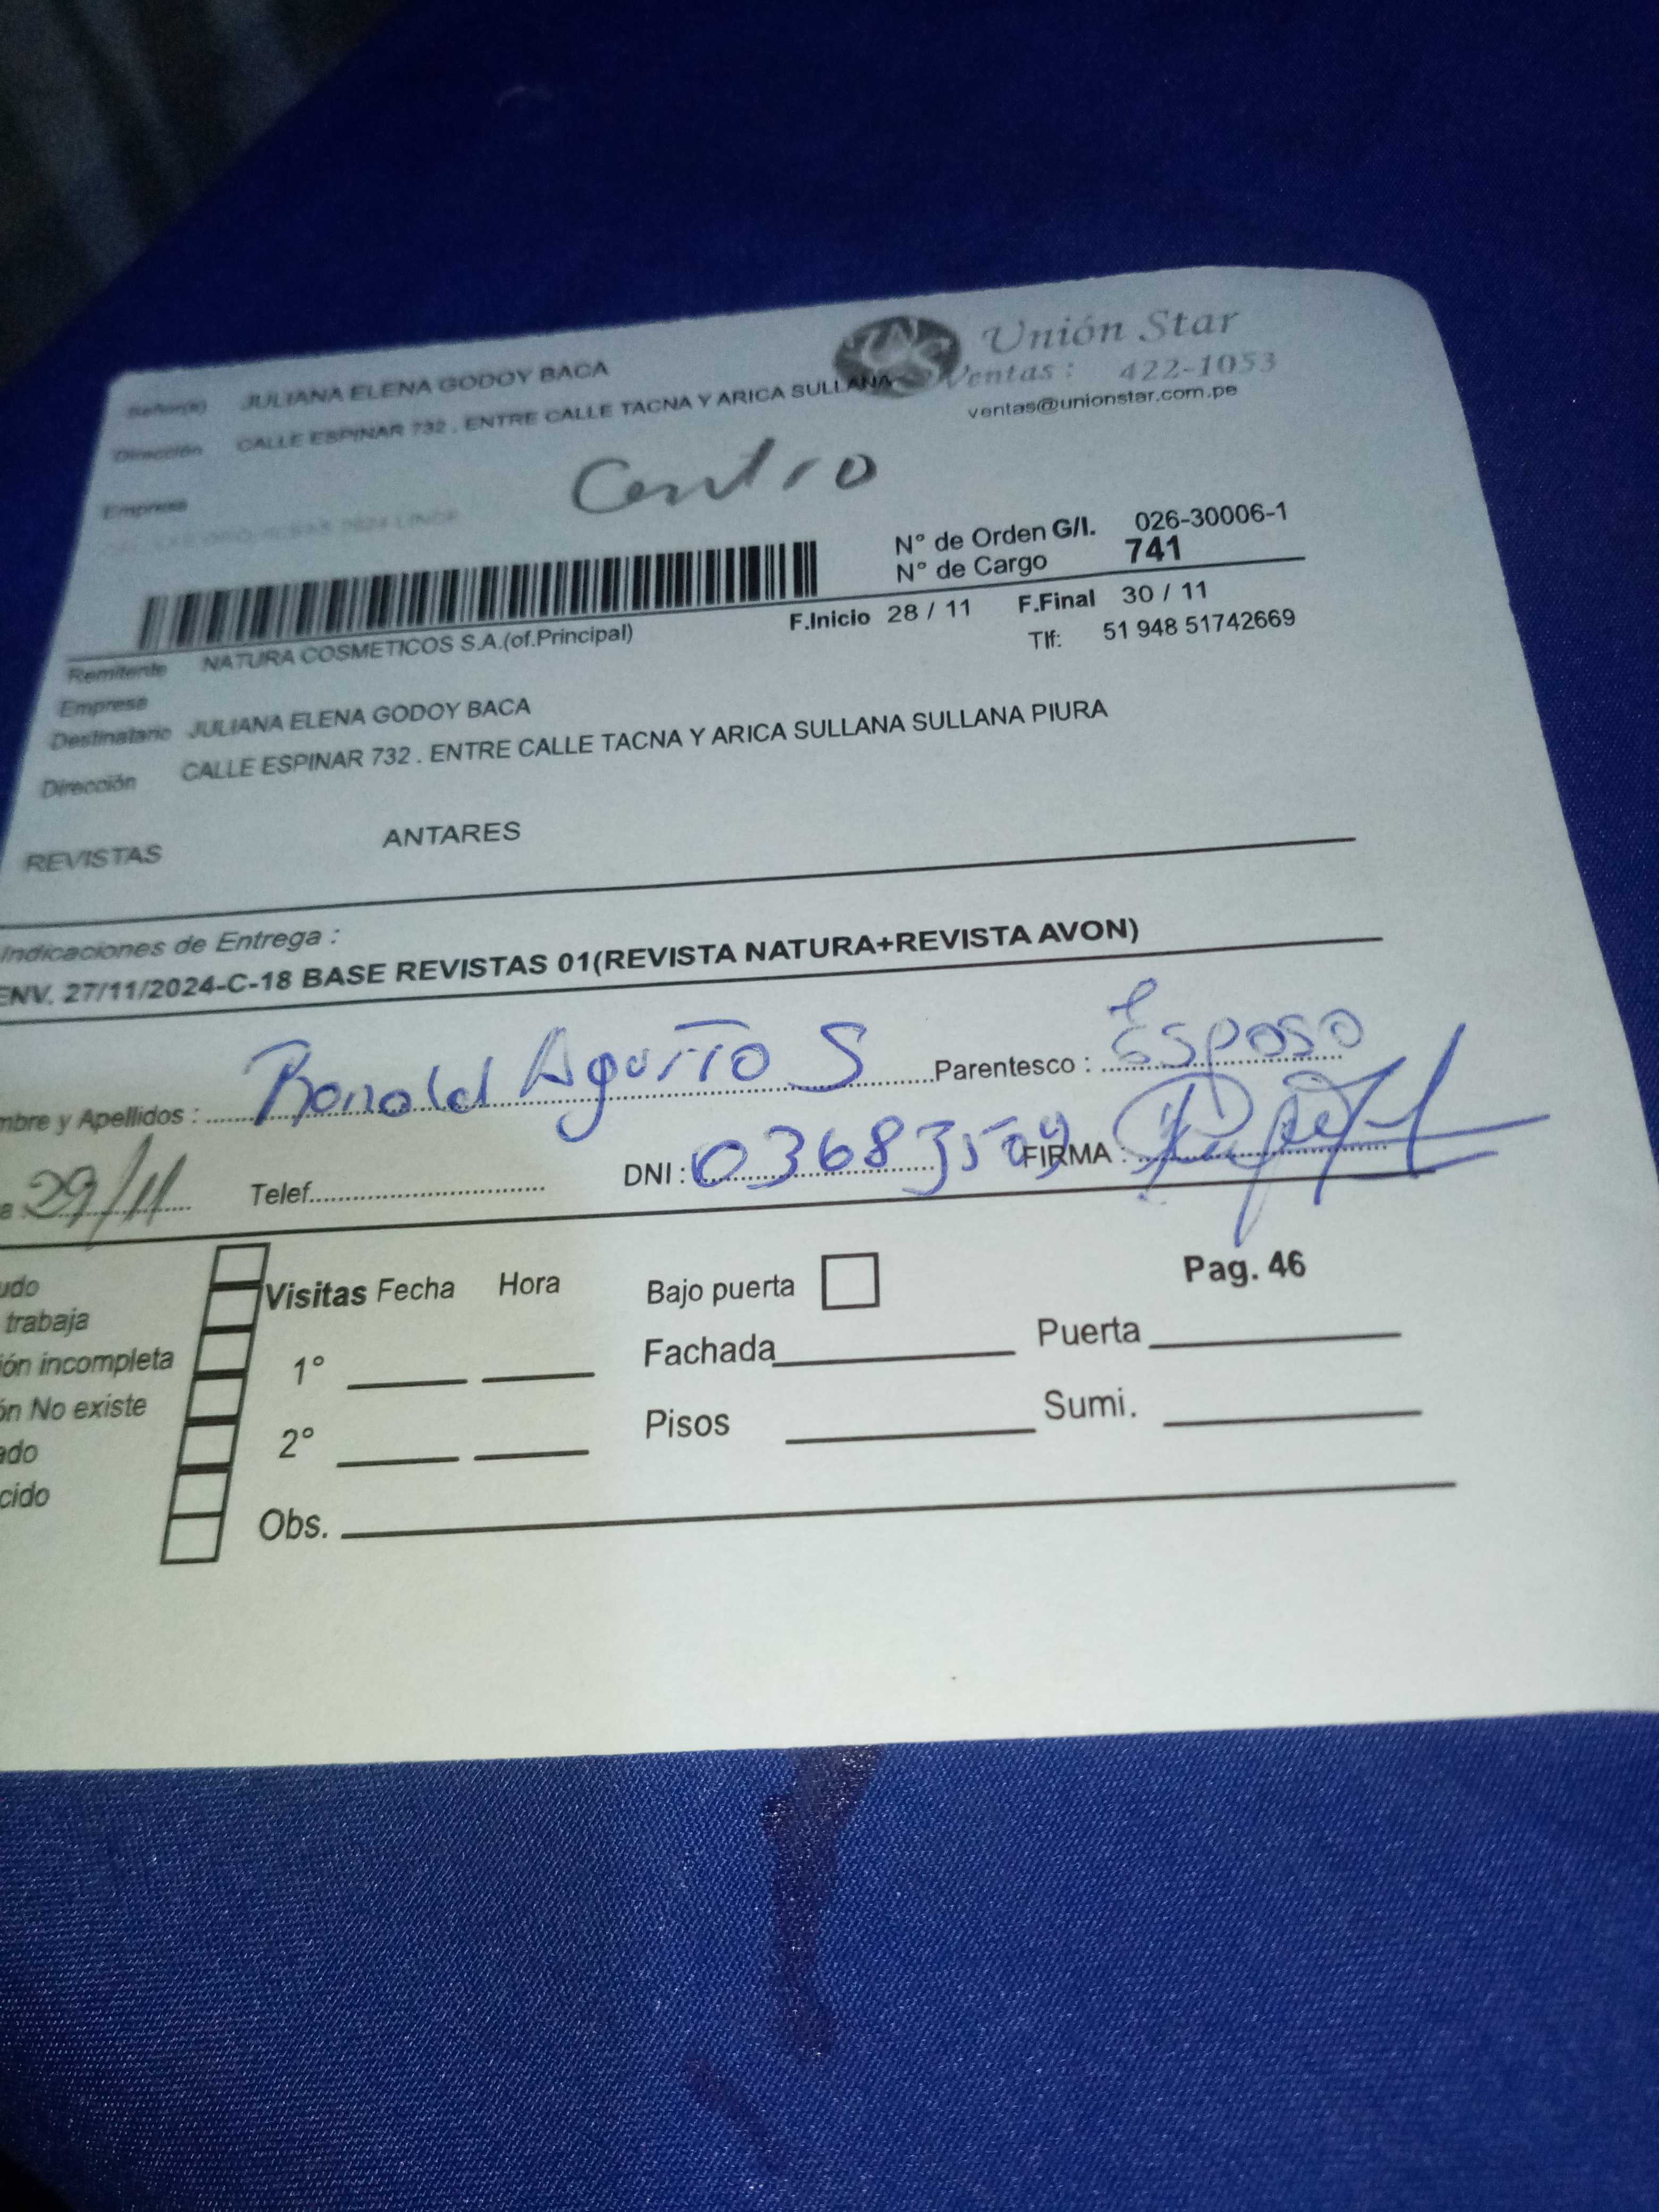 Unión Star
Señor(s) JULIANA ELENA GODOY BACA
Ventas: 422-1053
Dirección CALLE ESPINAR 732 . ENTRE CALLE TACNA Y ARICA SULLANA
ventas@unionstar.com.pe
Empresa
Centro
N° de Orden G/I. 026-30006-1
N° de Cargo 741
F.Inicio 28 / 11 F.Final 30 / 11
Remitente NATURA COSMETICOS S.A.(of.Principal)
Tlf: 51 948 51742669
Empresa
Destinatario JULIANA ELENA GODOY BACA
Dirección CALLE ESPINAR 732 . ENTRE CALLE TACNA Y ARICA SULLANA SULLANA PIURA
REVISTAS ANTARES
Indicaciones de Entrega :
ENV. 27/11/2024-C-18 BASE REVISTAS 01(REVISTA NATURA+REVISTA AVON)
mbre y Apellidos : Ronald Agurto S Parentesco : Esposo
a 29/11 Telef. DNI : 03683509 FIRMA :
udo
Visitas Fecha Hora Bajo puerta Pag. 46
trabaja
ión incompleta 1° Fachada Puerta
ón No existe
ado 2° Pisos Sumi.
cido
Obs.